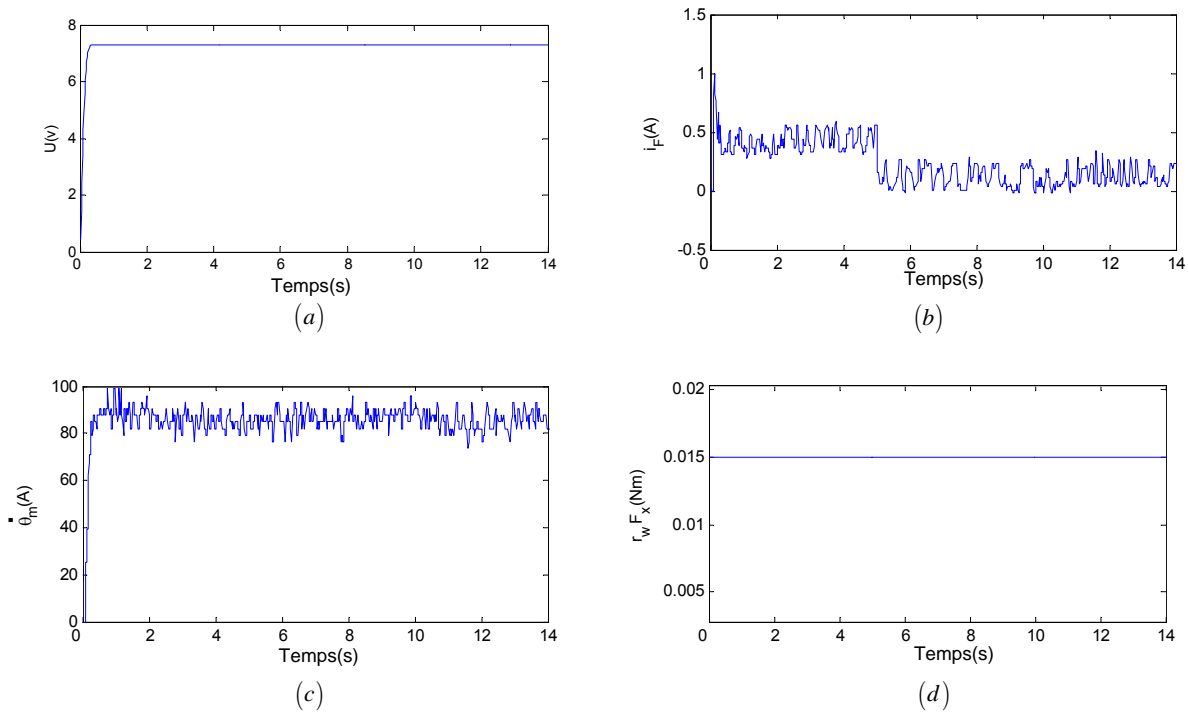 8
6
4
2
0
U(v)
0 2 4 6 8 10 12 14
Temps(s)
(a)
1.5
1
0.5
0
-0.5
i_F(A)
0 2 4 6 8 10 12 14
Temps(s)
(b)
100
80
60
40
20
0
θ̇_m(A)
0 2 4 6 8 10 12 14
Temps(s)
(c)
0.02
0.015
0.01
0.005
r_w F_x(Nm)
0 2 4 6 8 10 12 14
Temps(s)
(d)